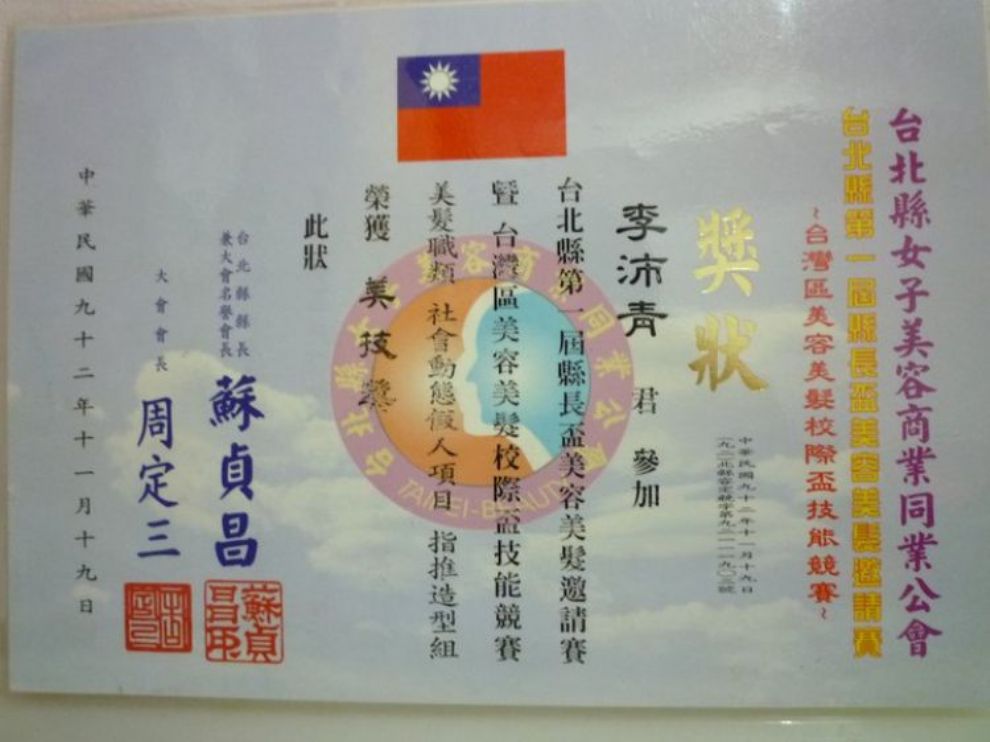 台北縣女子美容商業同業公會
台北縣第一屆縣長盃美容美髮邀請賽
~台灣區美容美髮校際盃技能競賽~
獎狀
中華民國九十二年十一月十九日
李沛青 君 參加
台北縣第一屆縣長盃美容美髮邀請賽
暨 台灣區美容美髮校際盃技能競賽
美髮職類 社會動態假人項目 指推造型組
榮獲 美技獎
此狀
台北縣縣長
兼大會名譽會長 蘇貞昌
大會會長 周定三
中華民國九十二年十一月十九日